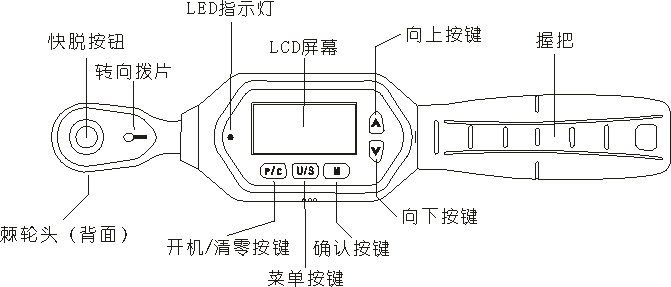 LED指示灯
快脱按钮
转向拨片
LCD屏幕
向上按键
握把
P/C
U/S
M
棘轮头（背面）
开机/清零按键
菜单按键
确认按键
向下按键